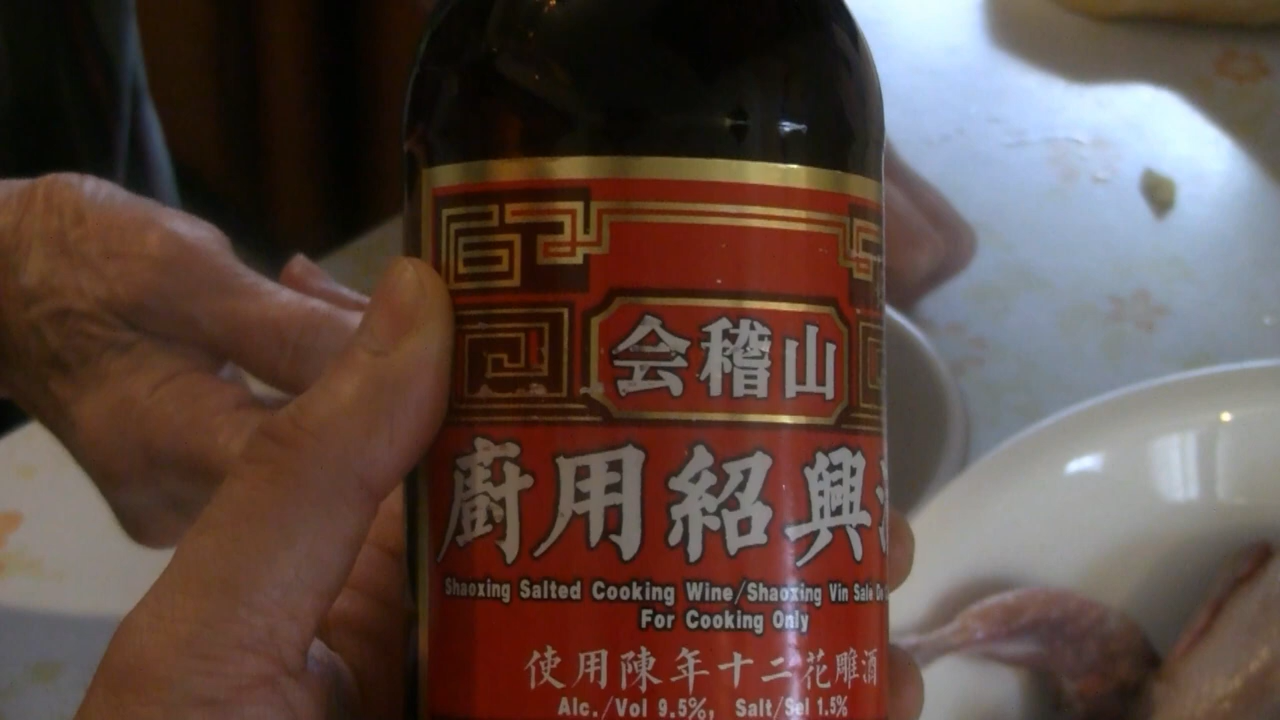 会稽山
廚用紹興
Shaoxing Salted Cooking Wine/Shaoxing Vin Sale
For Cooking Only
使用陳年十二花雕酒
Alc./Vol 9.5%, Salt/Sel 1.5%